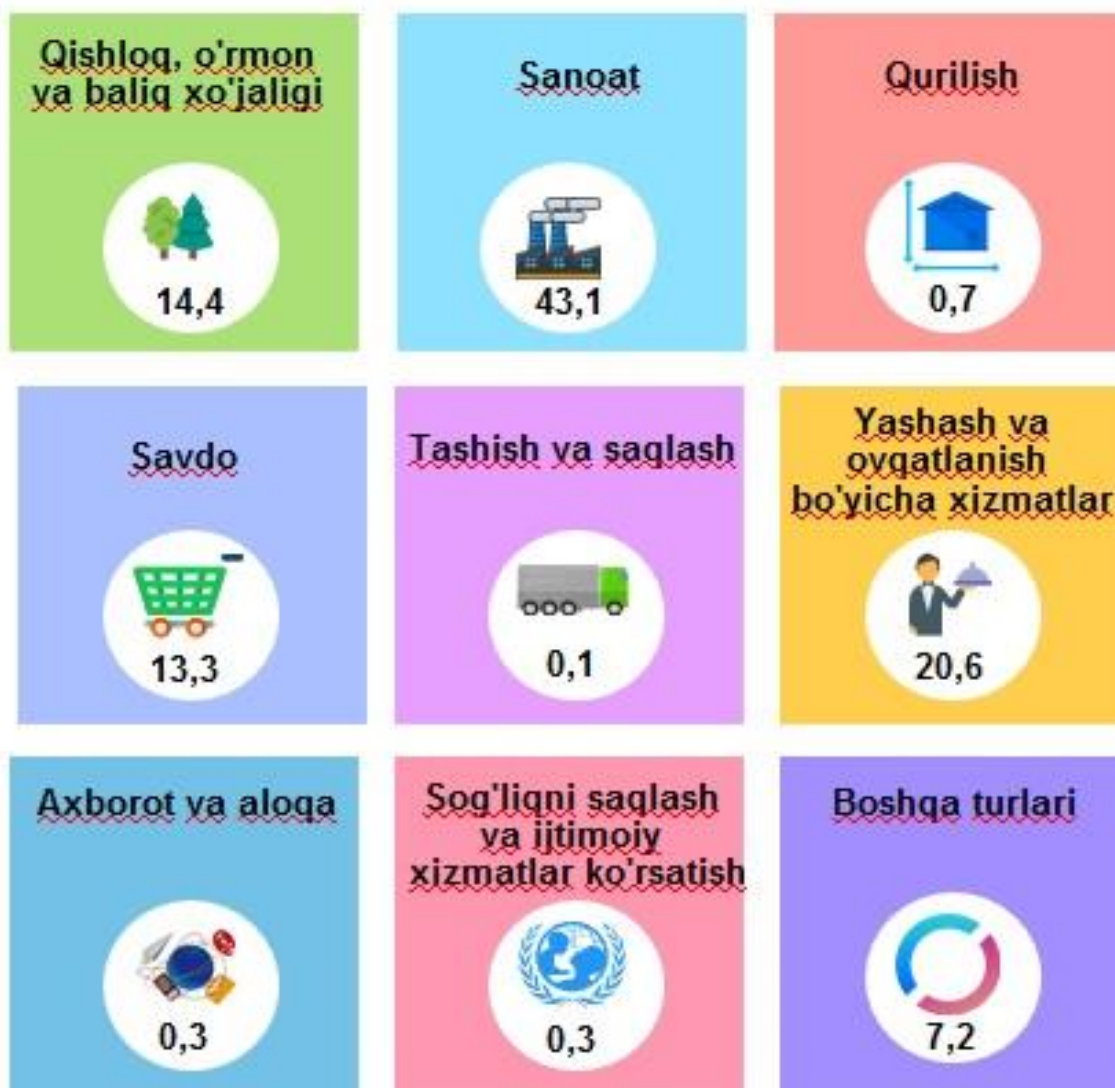 Qishloq, o'rmon
va baliq xo'jaligi
14,4
Sanoat
43,1
Qurilish
0,7
Savdo
13,3
Tashish va saqlash
0,1
Yashash va
ovqatlanish
bo'yicha xizmatlar
20,6
Axborot va aloqa
0,3
Sog'liqni saqlash
va ijtimoiy
xizmatlar ko'rsatish
0,3
Boshqa turlari
7,2